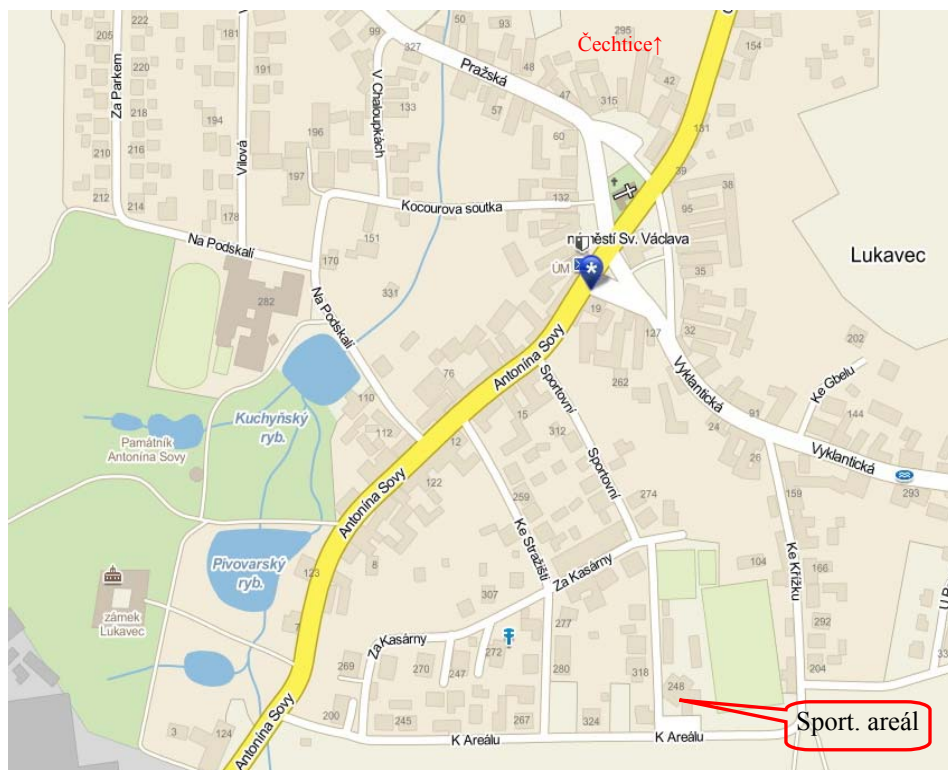 222
205
218
Za Parkem
210
216
212
214
181
191
194
Vilová
178
99
327
V Chaloupkách
133
196
197
50
93
53
48
Pražská
47
57
60
295
Čechtice↑
42
315
154
131
39
38
95
132
Kocourova soutka
151
Na Podskalí
170
náměstí Sv. Václava
ÚM
35
Lukavec
282
331
Na Podskalí
19
127
32
202
Antonína Sovy
Vyklantická
Ke Gbelu
76
262
110
Kuchyňský
ryb.
15
Sportovní
91
144
24
112
12
312
26
Vyklantická
Památník
Antonína Sovy
Sportovní
122
Antonína Sovy
259
274
159
293
Ke Stražišti
Pivovarský
ryb.
8
104
Ke Křížku
166
123
Za Kasárny
307
zámek
Lukavec
7
277
292
Za Kasárny
272
269
270
247
280
318
204
33
248
200
245
267
324
Sport. areál
3
124
Antonína Sovy
K Areálu
K Areálu